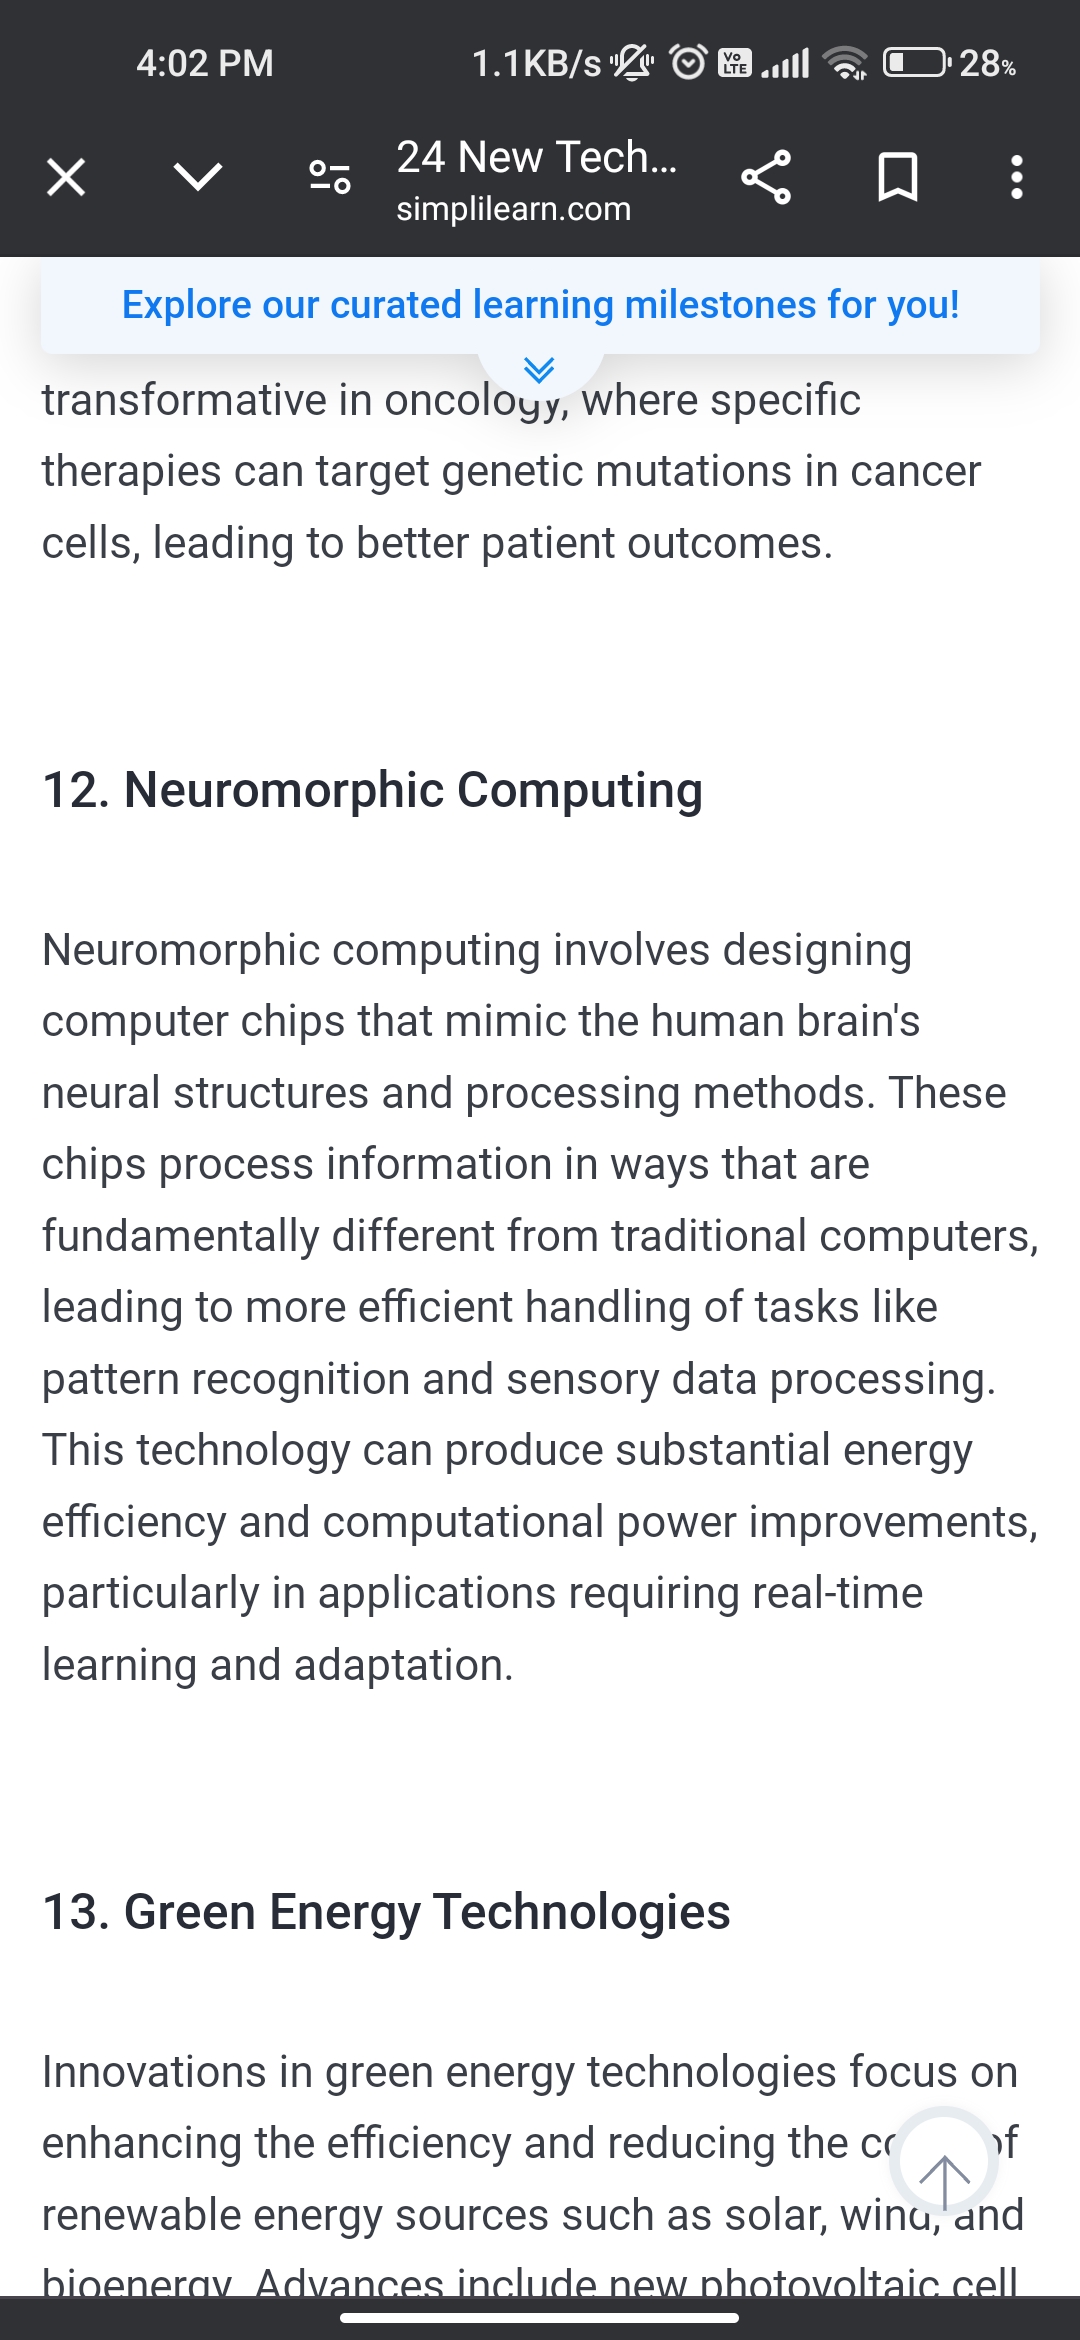 4:02 PM 1.1KB/s Vo LTE 28%
24 New Tech...
simplilearn.com
Explore our curated learning milestones for you!
transformative in oncology, where specific
therapies can target genetic mutations in cancer
cells, leading to better patient outcomes.
12. Neuromorphic Computing
Neuromorphic computing involves designing
computer chips that mimic the human brain's
neural structures and processing methods. These
chips process information in ways that are
fundamentally different from traditional computers,
leading to more efficient handling of tasks like
pattern recognition and sensory data processing.
This technology can produce substantial energy
efficiency and computational power improvements,
particularly in applications requiring real-time
learning and adaptation.
13. Green Energy Technologies
Innovations in green energy technologies focus on
enhancing the efficiency and reducing the of
renewable energy sources such as solar, wind, and
bioenergy. Advances include new photovoltaic cell